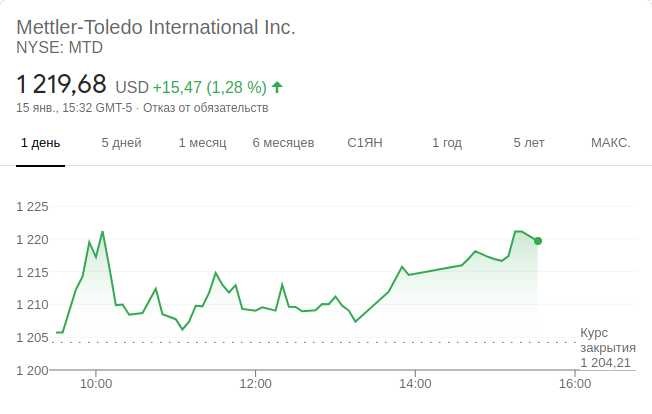 Mettler-Toledo International Inc.
NYSE: MTD
1 219,68 USD +15,47 (1,28 %)
15 янв., 15:32 GMT-5 · Отказ от обязательств
1 день 5 дней 1 месяц 6 месяцев С1ЯН 1 год 5 лет МАКС.
1 225
1 220
1 215
1 210
1 205
1 200
Курс
закрытия
1 204,21
10:00 12:00 14:00 16:00